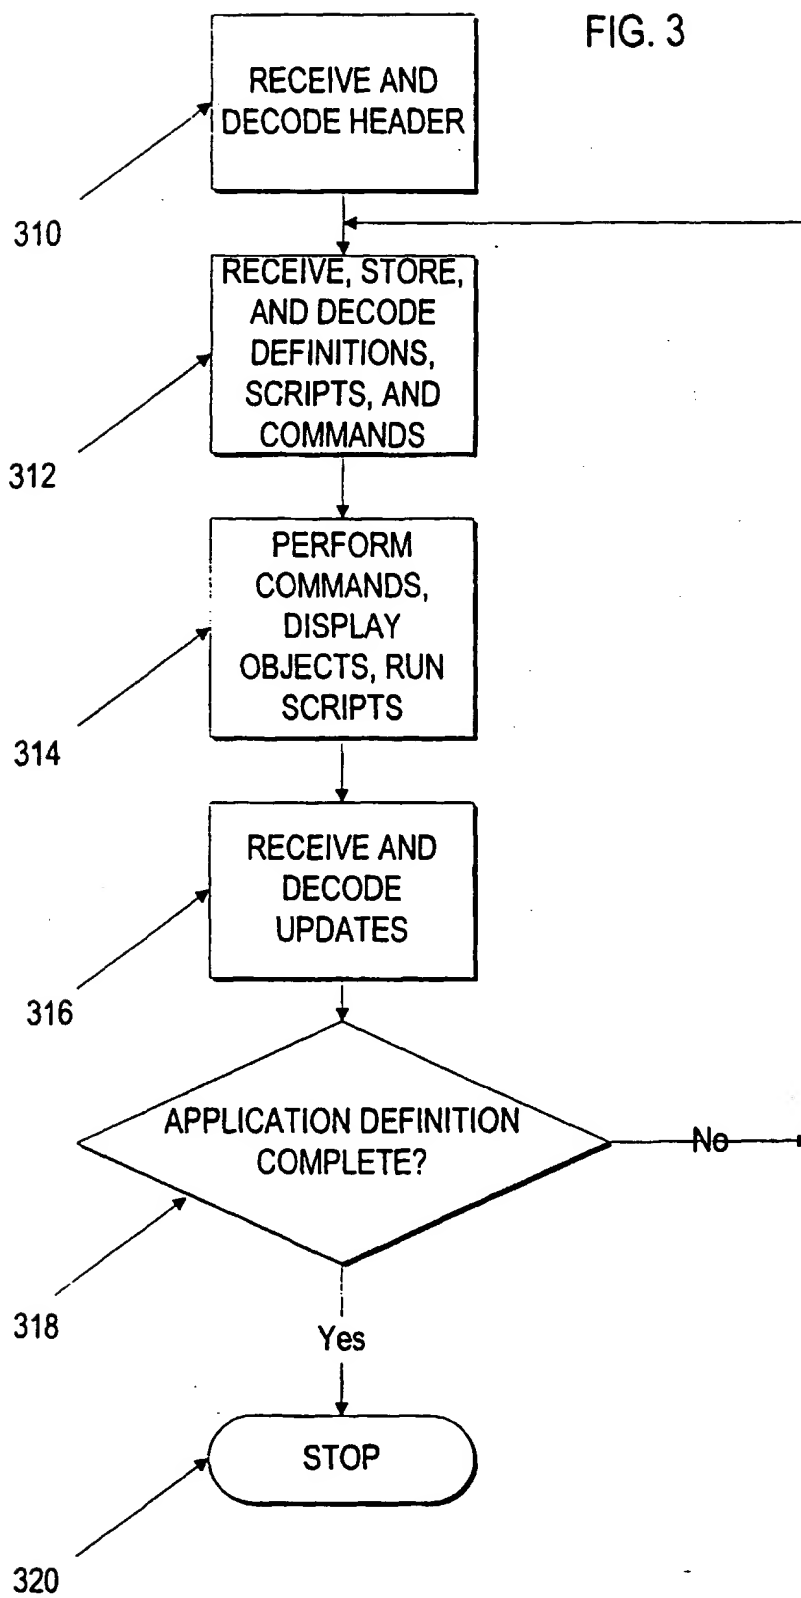 FIG. 3
RECEIVE AND
DECODE HEADER
310
RECEIVE, STORE,
AND DECODE
DEFINITIONS,
SCRIPTS, AND
COMMANDS
312
PERFORM
COMMANDS,
DISPLAY
OBJECTS, RUN
SCRIPTS
314
RECEIVE AND
DECODE
UPDATES
316
APPLICATION DEFINITION
COMPLETE?
No
318
Yes
STOP
320